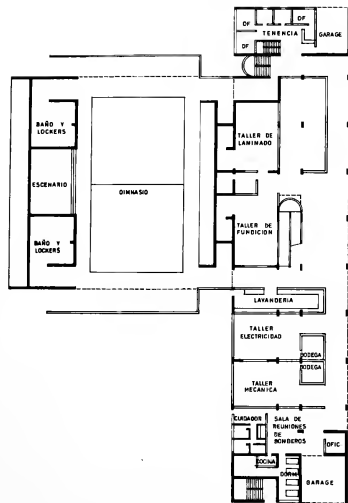 DF
DF
TENENCIA
GARAGE
DF
BAÑO Y
LOCKERS
TALLER DE
LAMINADO
ESCENARIO
GIMNASIO
BAÑO Y
LOCKERS
TALLER DE
FUNDICION
LAVANDERIA
TALLER
ELECTRICIDAD
BODEGA
BODEGA
TALLER
MECANICA
CUIDADOR
SALA DE
REUNIONES
DE
BOMBEROS
OFIC
COCINA
DORM
GARAGE